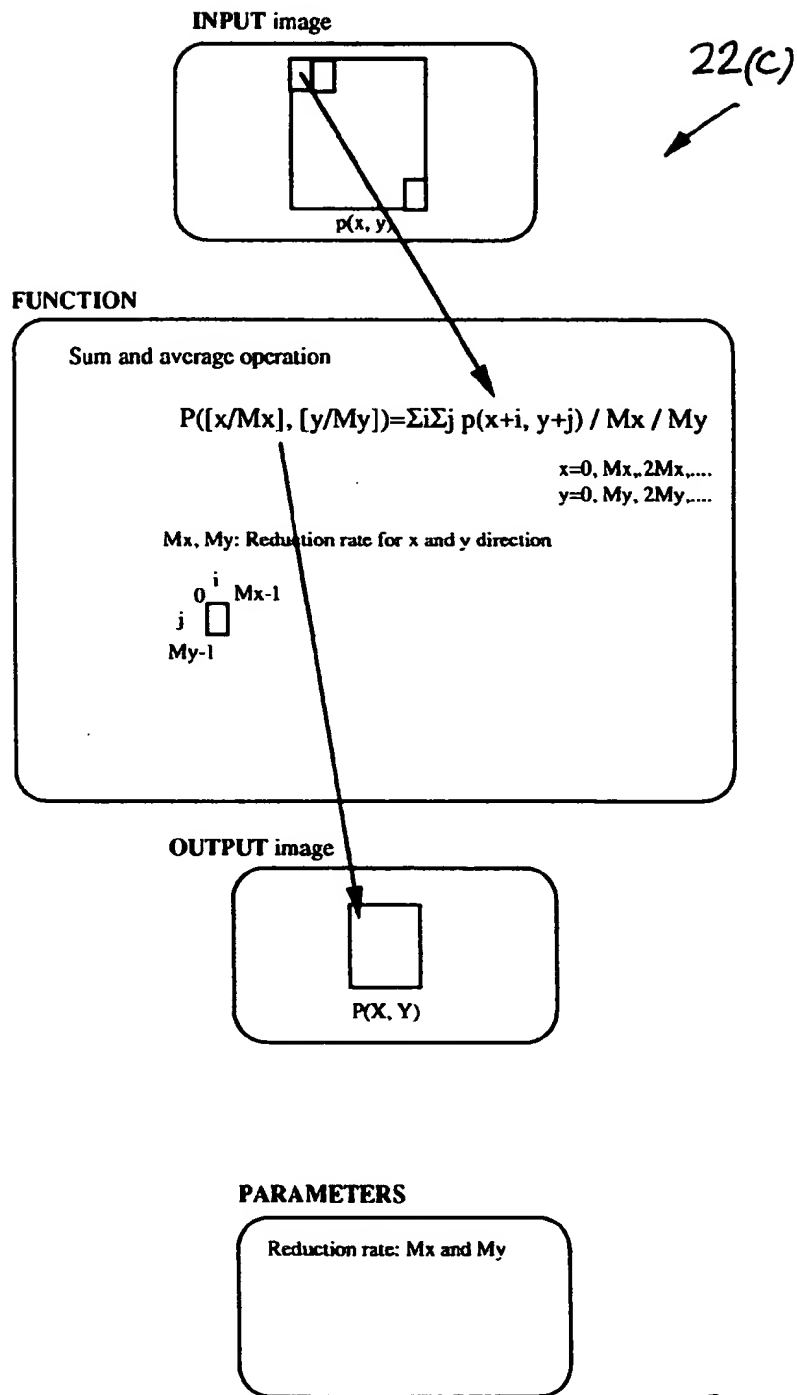 INPUT image
22(C)
p(x, y)
FUNCTION
Sum and average operation
P([x/Mx], [y/My])=ΣiΣj p(x+i, y+j) / Mx / My
x=0, Mx,.2Mx,....
y=0, My, 2My,....
Mx, My: Reduction rate for x and y direction
i
0 Mx-1
j
My-1
OUTPUT image
P(X, Y)
PARAMETERS
Reduction rate: Mx and My